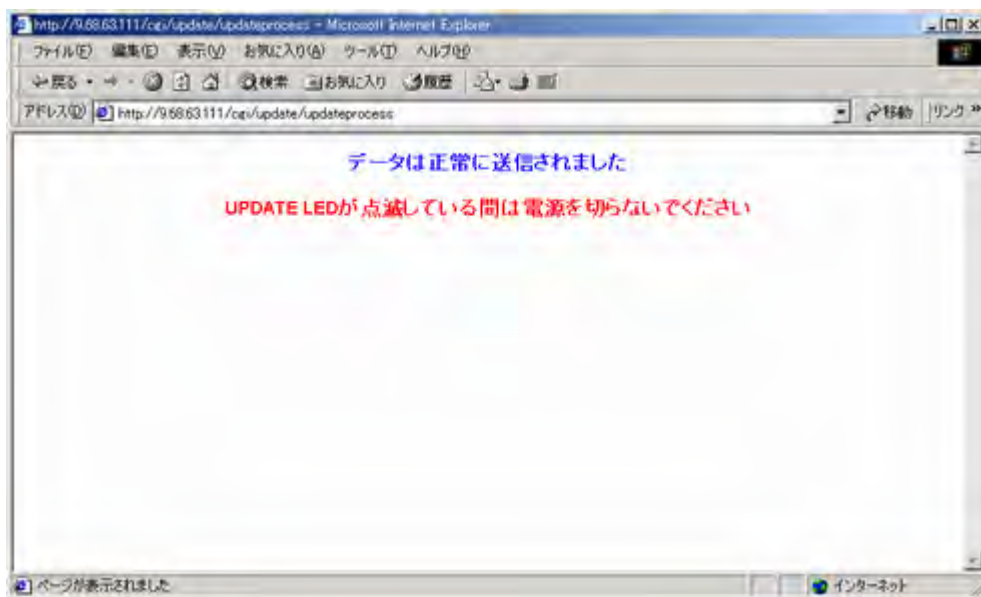 http://9.68.63.111/cgi/update/updateprocess - Microsoft Internet Explorer
ファイル(F) 編集(E) 表示(V) お気に入り(A) ツール(T) ヘルプ(H)
戻る 検索 お気に入り 履歴
アドレス(D) http://9.68.63.111/cgi/update/updateprocess 移動 リンク »
データは正常に送信されました
UPDATE LEDが点滅している間は電源を切らないでください
ページが表示されました インターネット